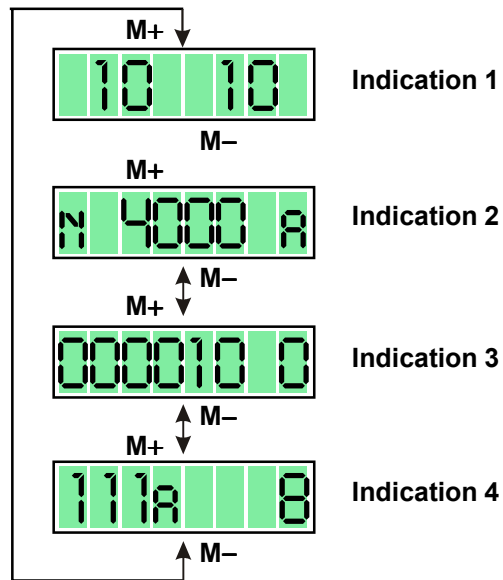 M+
10 10 Indication 1
M–
M+
N 4000 A Indication 2
M–
M+
000010 0 Indication 3
M–
M+
111A 8 Indication 4
M–